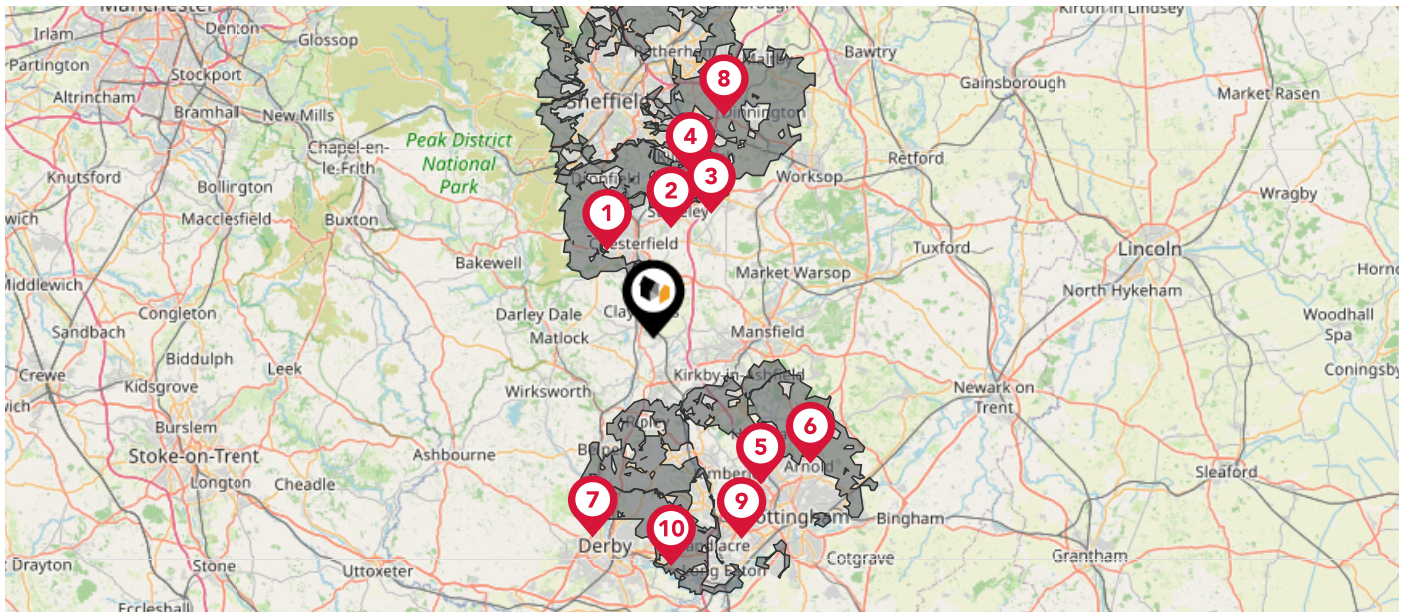 Manchester
Kirton in Lindsey
Irlam
Denton
Glossop
Partington
Stockport
Rotherham
Bawtry
Altrincham
Bramhall
New Mills
Sheffield
8
Dinnington
Gainsborough
Market Rasen
Peak District
National
Park
Chapel-en-
le-Frith
4
Retford
Knutsford
Bollington
Dronfield
2
3
Worksop
Wragby
Macclesfield
Buxton
1
Chesterfield
Tuxford
Lincoln
Bakewell
Market Warsop
Middlewich
North Hykeham
Congleton
Darley Dale
Matlock
Woodhall
Spa
Sandbach
Mansfield
Biddulph
Leek
Crewe
Kidsgrove
Wirksworth
Kirkby-in-Ashfield
Newark on
Trent
Coningsby
Burslem
Ripley
Stoke-on-Trent
Ashbourne
5
6
Arnold
Sleaford
Longton
Cheadle
7
9
Nottingham
Bingham
10
Derby
Sandiacre
Long Eaton
Cotgrave
Grantham
Drayton
Stone
Uttoxeter
Eccleshall